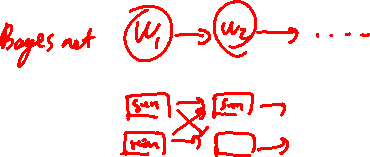 Bayes net W₁ → W₂ → ....
sun → sun →
rain → →